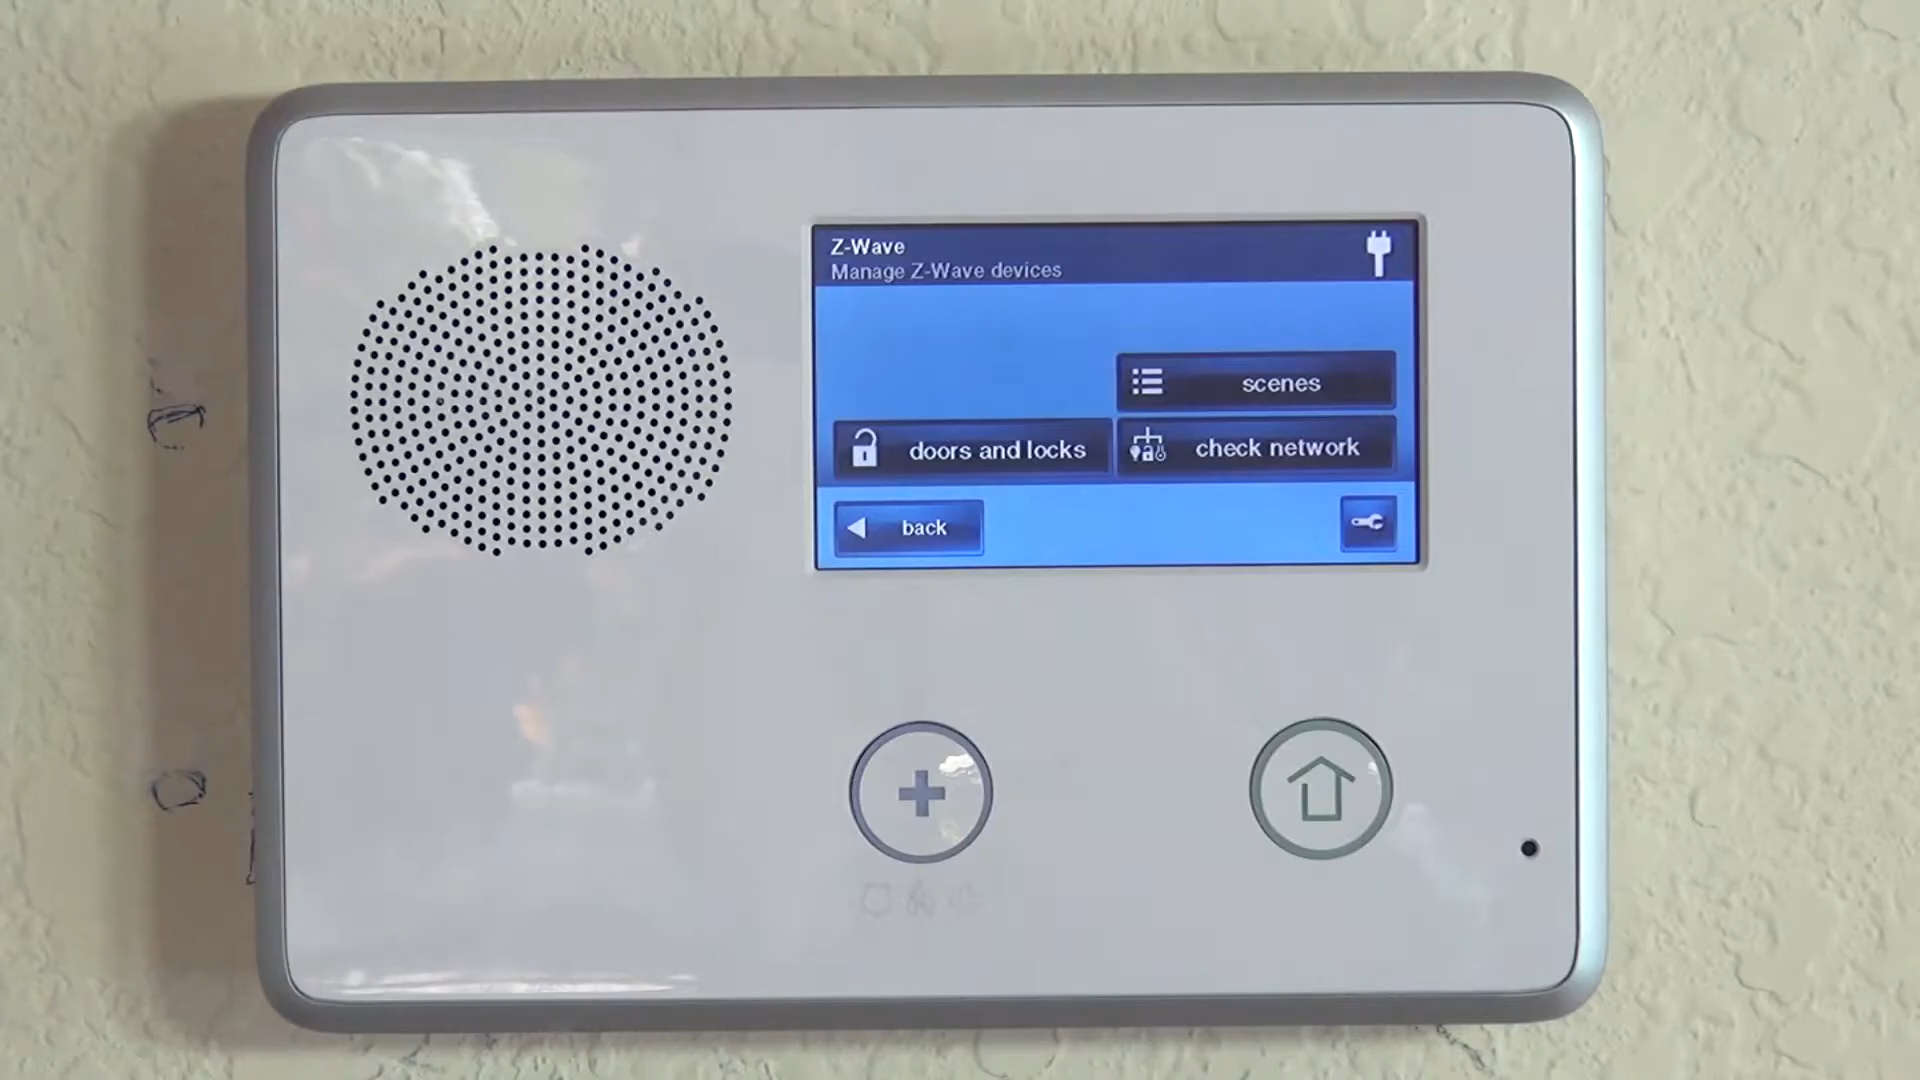 Z-Wave
Manage Z-Wave devices
scenes
doors and locks
check network
back